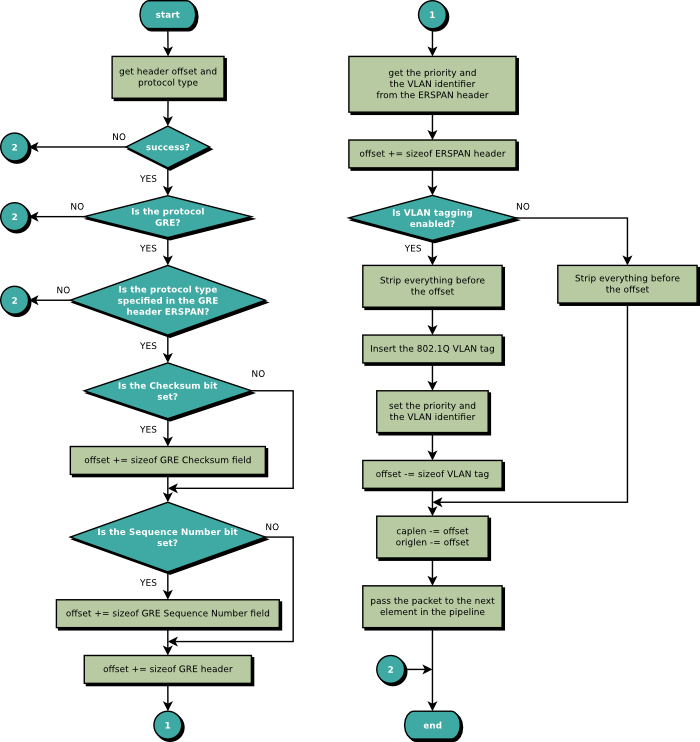 start
get header offset and
protocol type
success?
NO
2
YES
Is the protocol
GRE?
NO
2
YES
Is the protocol type
specified in the GRE
header ERSPAN?
NO
2
YES
Is the Checksum bit
set?
NO
YES
offset += sizeof GRE Checksum field
Is the Sequence Number bit
set?
NO
YES
offset += sizeof GRE Sequence Number field
offset += sizeof GRE header
1
1
get the priority and
the VLAN identifier
from the ERSPAN header
offset += sizeof ERSPAN header
Is VLAN tagging
enabled?
NO
YES
Strip everything before
the offset
Strip everything before
the offset
Insert the 802.1Q VLAN tag
set the priority and
the VLAN identifier
offset -= sizeof VLAN tag
caplen -= offset
origlen -= offset
pass the packet to the next
element in the pipeline
2
end